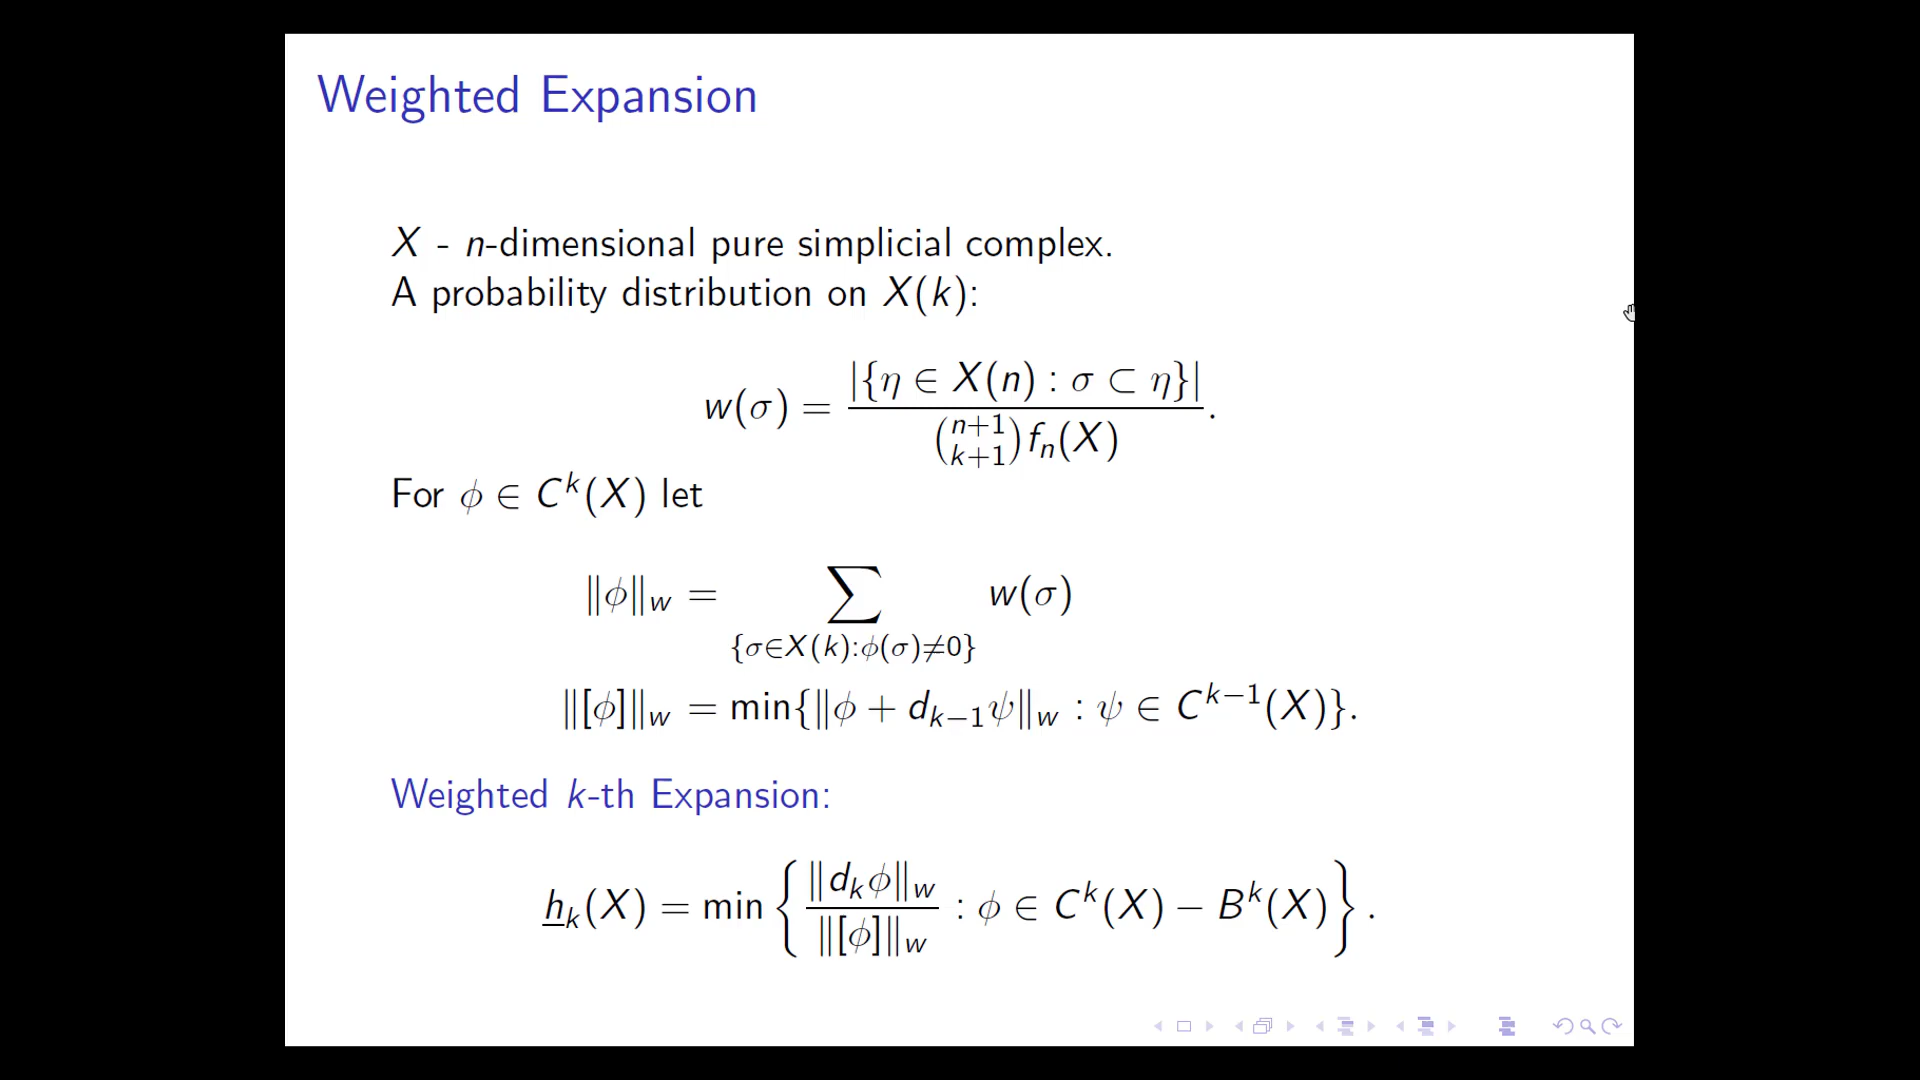 Weighted Expansion
X - n-dimensional pure simplicial complex.
A probability distribution on X(k):
w(σ) = |{η ∈ X(n) : σ ⊂ η}| / (n+1 choose k+1) f_n(X) .
For ϕ ∈ C^k(X) let
‖ϕ‖_w = ∑_{σ∈X(k):ϕ(σ)≠0} w(σ)
‖[ϕ]‖_w = min{‖ϕ + d_{k−1}ψ‖_w : ψ ∈ C^{k−1}(X)}.
Weighted k-th Expansion:
h_k(X) = min { ‖d_kϕ‖_w / ‖[ϕ]‖_w : ϕ ∈ C^k(X) − B^k(X) } .